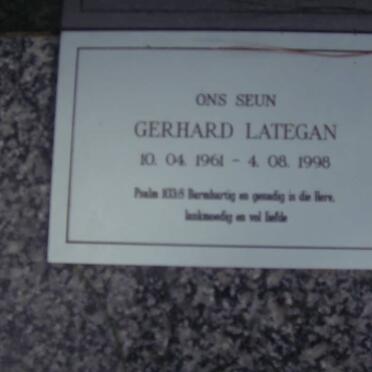 ONS SEUN
GERHARD LATEGAN
10. 04. 1961 - 4. 08. 1998
Psalm 103:8 Barmhartig en genadig is die Here,
lankmoedig en vol liefde